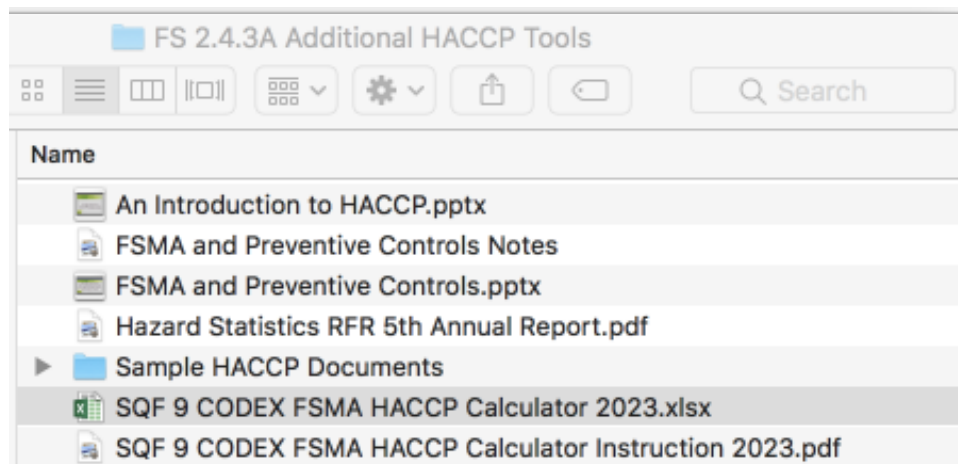 FS 2.4.3A Additional HACCP Tools
Search
Name
An Introduction to HACCP.pptx
FSMA and Preventive Controls Notes
FSMA and Preventive Controls.pptx
Hazard Statistics RFR 5th Annual Report.pdf
Sample HACCP Documents
SQF 9 CODEX FSMA HACCP Calculator 2023.xlsx
SQF 9 CODEX FSMA HACCP Calculator Instruction 2023.pdf